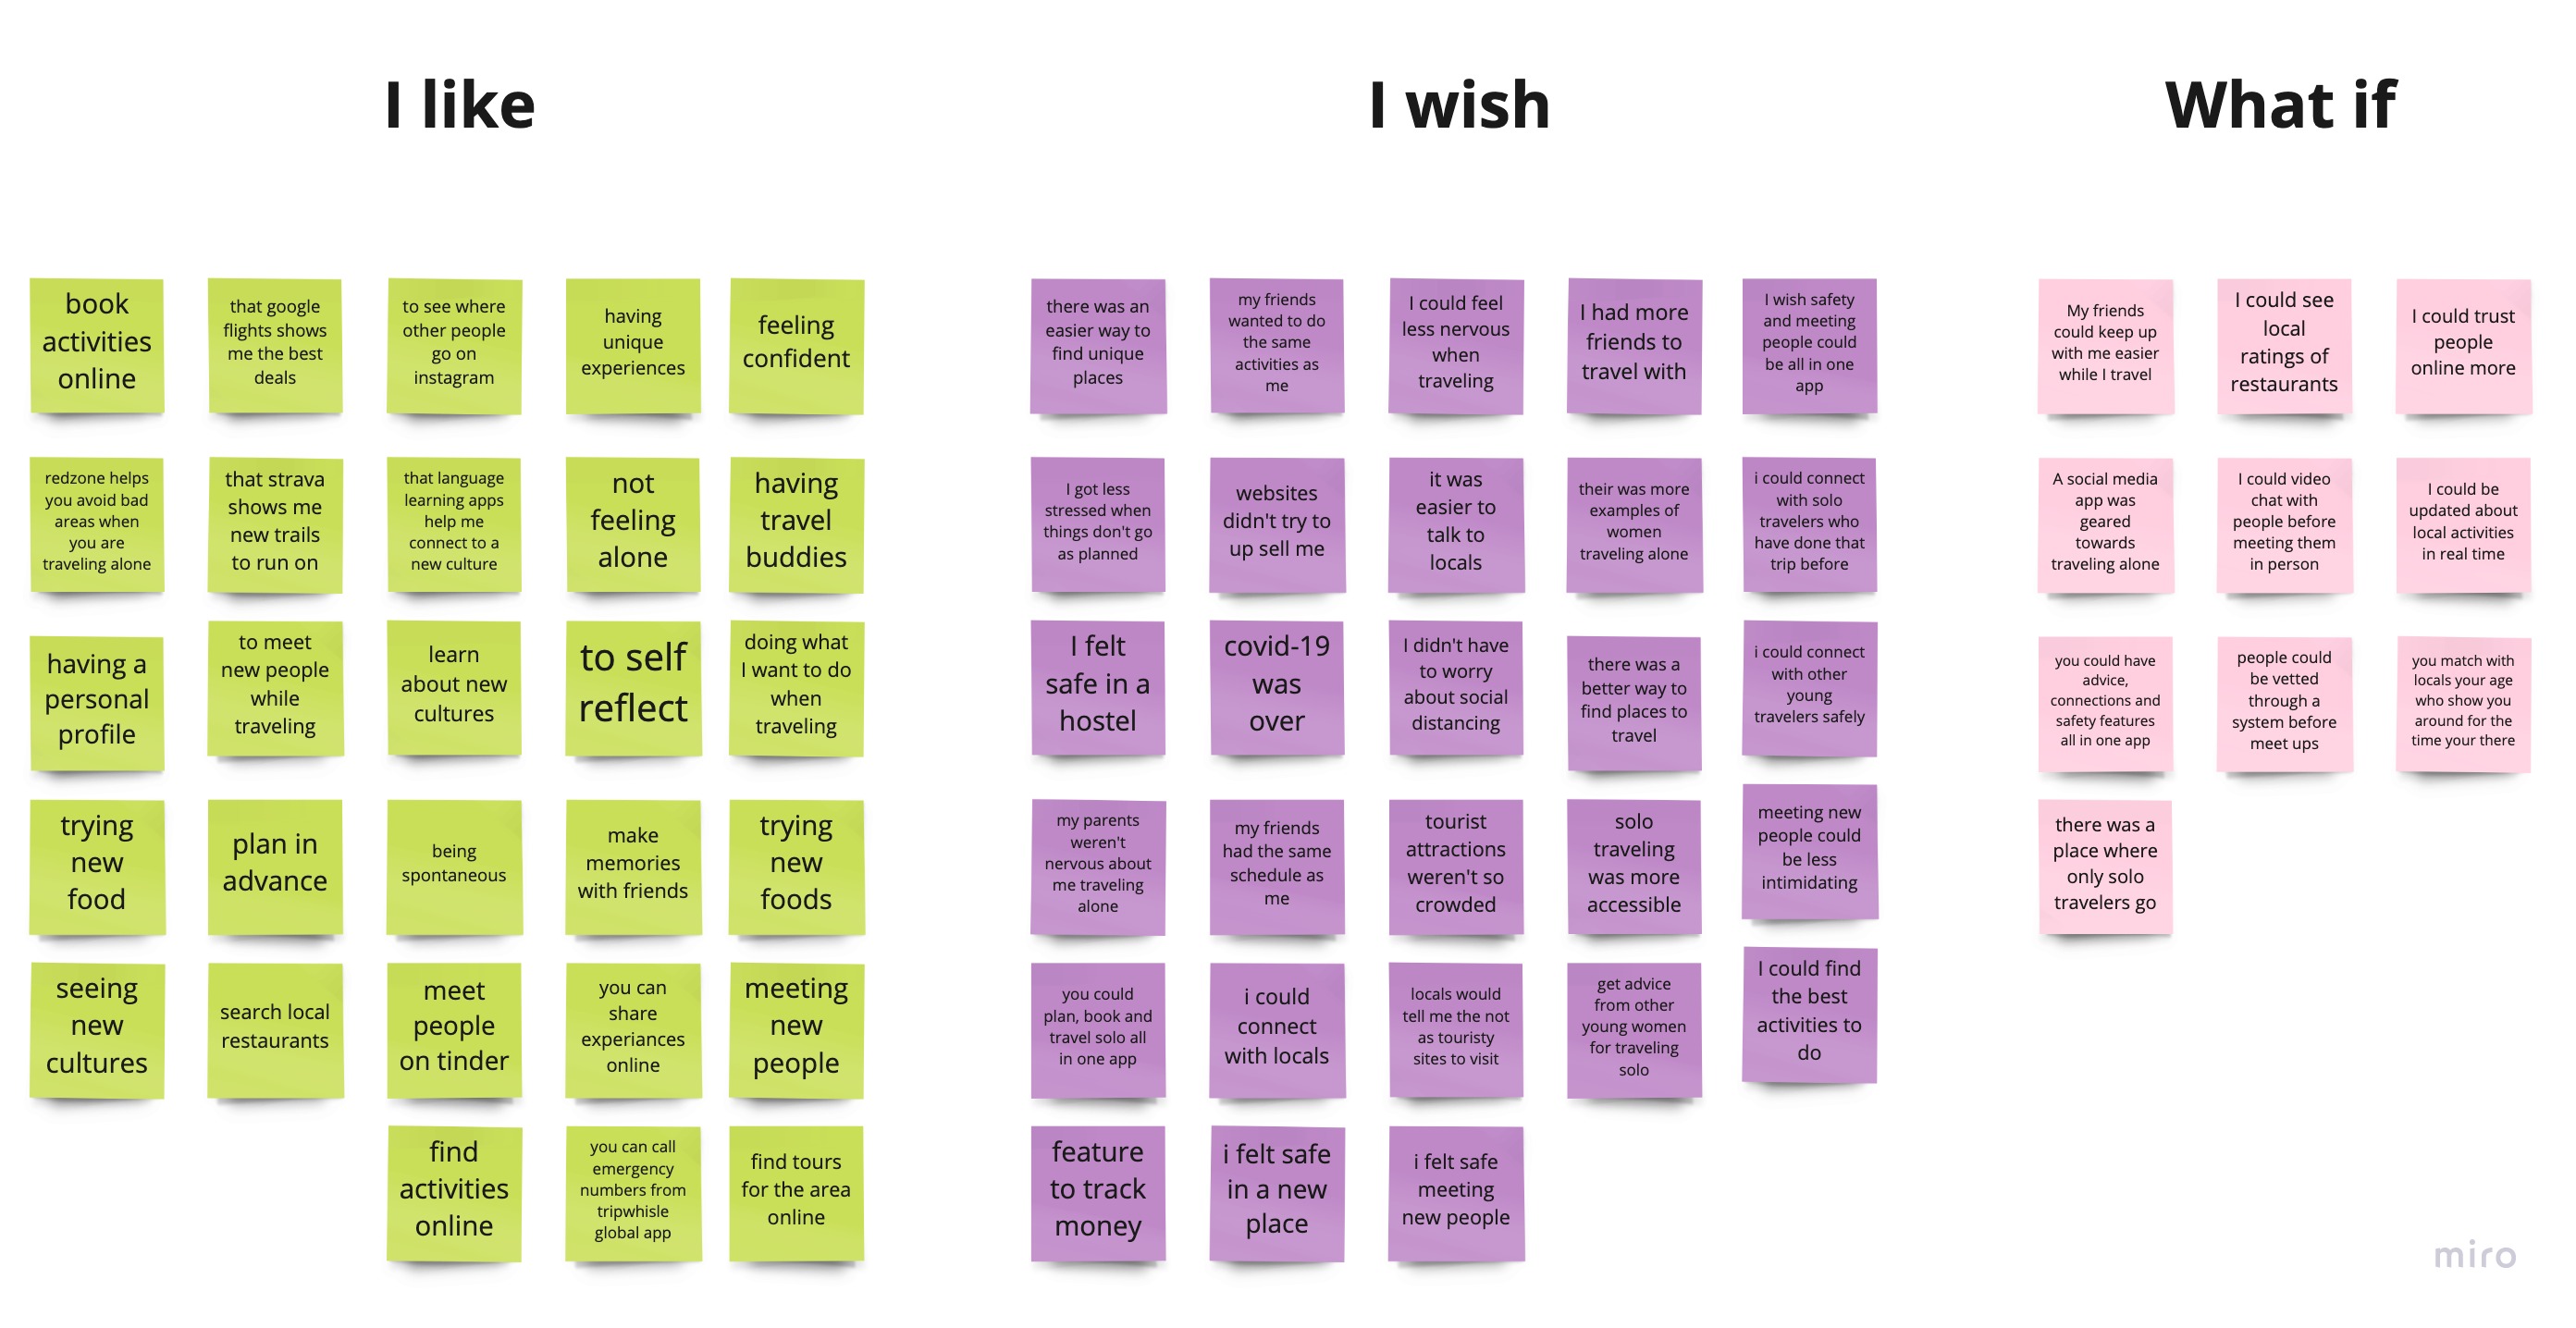 I like
I wish
What if
book
activities
online
that google
flights shows
me the best
deals
to see where
other people
go on
instagram
having
unique
experiences
feeling
confident
redzone helps
you avoid bad
areas when
you are
traveling alone
that strava
shows me
new trails
to run on
that language
learning apps
help me
connect to a
new culture
not
feeling
alone
having
travel
buddies
having a
personal
profile
to meet
new people
while
traveling
learn
about new
cultures
to self
reflect
doing what
I want to do
when
traveling
trying
new
food
plan in
advance
being
spontaneous
make
memories
with friends
trying
new
foods
seeing
new
cultures
search local
restaurants
meet
people
on tinder
you can
share
experiances
online
meeting
new
people
find
activities
online
you can call
emergency
numbers from
tripwhisle
global app
find tours
for the area
online
there was an
easier way to
find unique
places
my friends
wanted to do
the same
activities as
me
I could feel
less nervous
when
traveling
I had more
friends to
travel with
I wish safety
and meeting
people could
be all in one
app
I got less
stressed when
things don't go
as planned
websites
didn't try to
up sell me
it was
easier to
talk to
locals
their was more
examples of
women
traveling alone
i could connect
with solo
travelers who
have done that
trip before
I felt
safe in a
hostel
covid-19
was
over
I didn't have
to worry
about social
distancing
there was a
better way to
find places to
travel
i could connect
with other
young
travelers safely
my parents
weren't
nervous about
me traveling
alone
my friends
had the same
schedule as
me
tourist
attractions
weren't so
crowded
solo
traveling
was more
accessible
meeting new
people could
be less
intimidating
you could
plan, book and
travel solo all
in one app
i could
connect
with locals
locals would
tell me the not
as touristy
sites to visit
get advice
from other
young women
for traveling
solo
I could find
the best
activities to
do
feature
to track
money
i felt safe
in a new
place
i felt safe
meeting
new people
My friends
could keep up
with me easier
while I travel
I could see
local
ratings of
restaurants
I could trust
people
online more
A social media
app was
geared
towards
traveling alone
I could video
chat with
people before
meeting them
in person
I could be
updated about
local activities
in real time
you could have
advice,
connections and
safety features
all in one app
people could
be vetted
through a
system before
meet ups
you match with
locals your age
who show you
around for the
time your there
there was a
place where
only solo
travelers go
miro